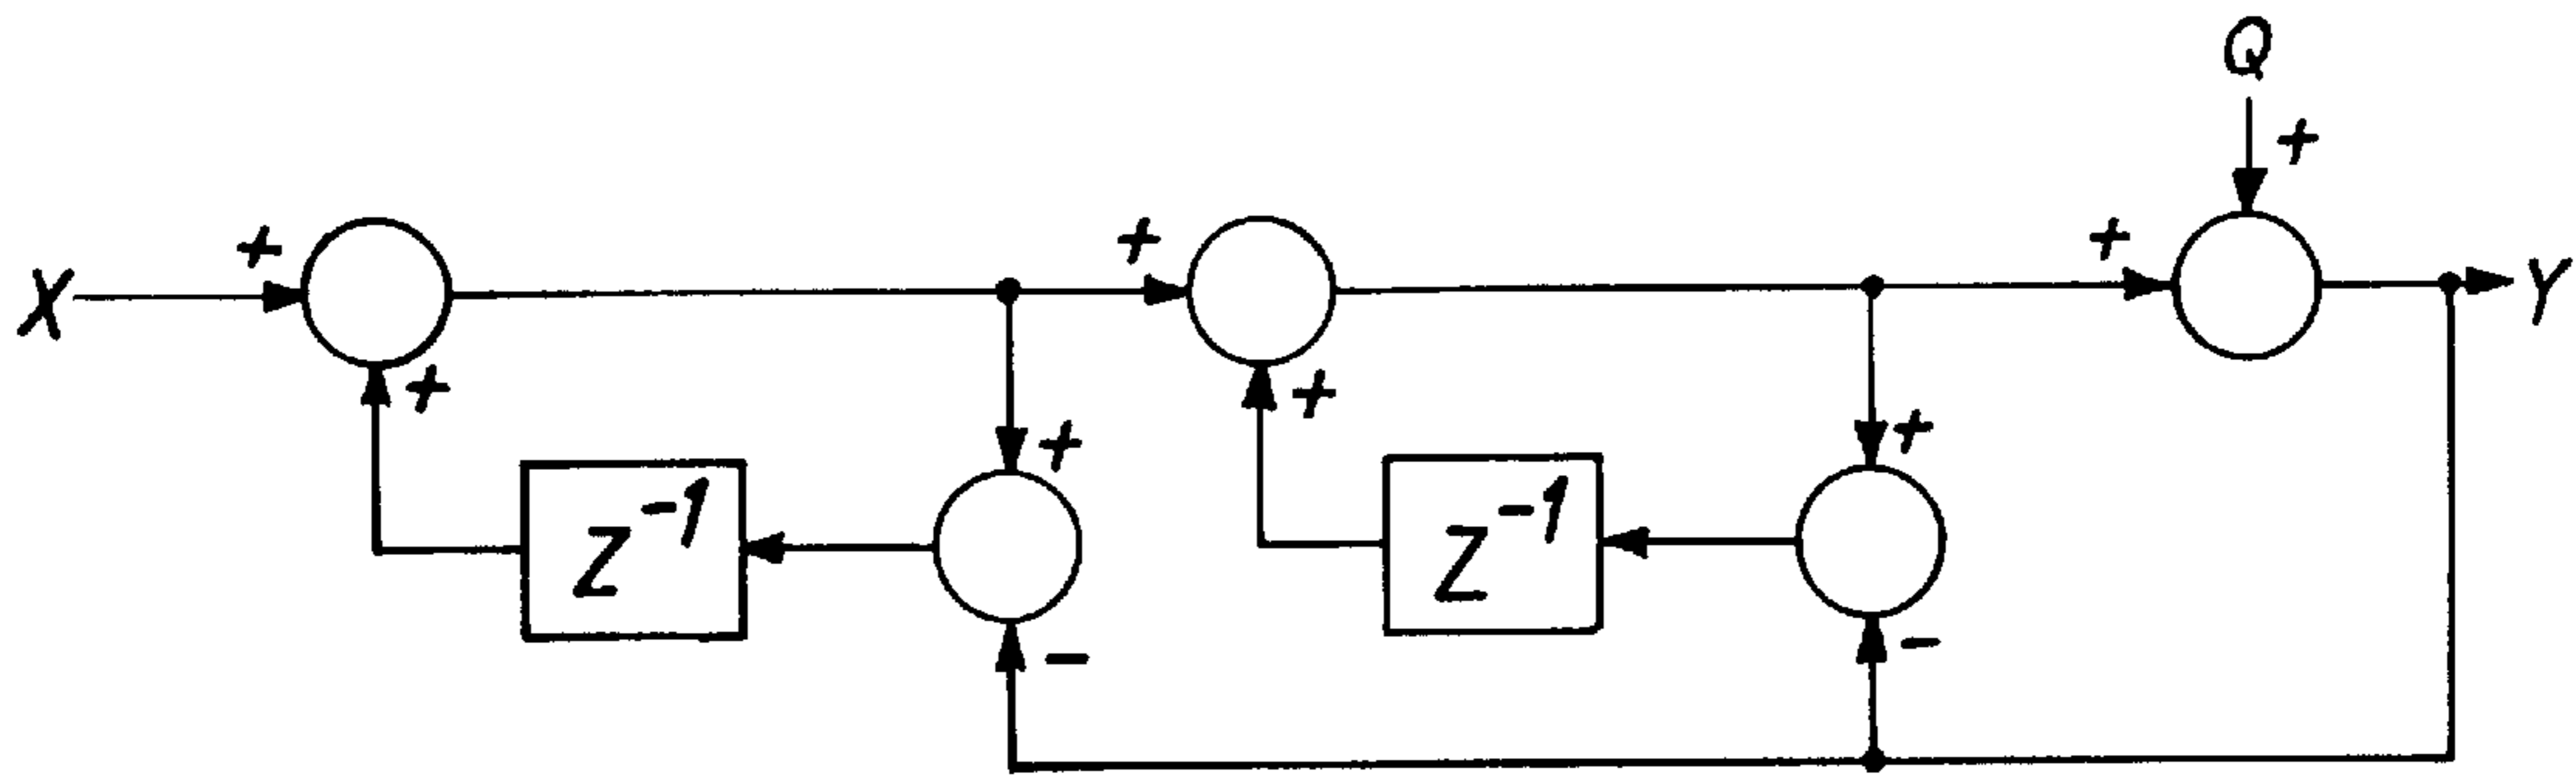 Q
+
+ + +
X Y
+ +
+ +
z⁻¹ z⁻¹
- -